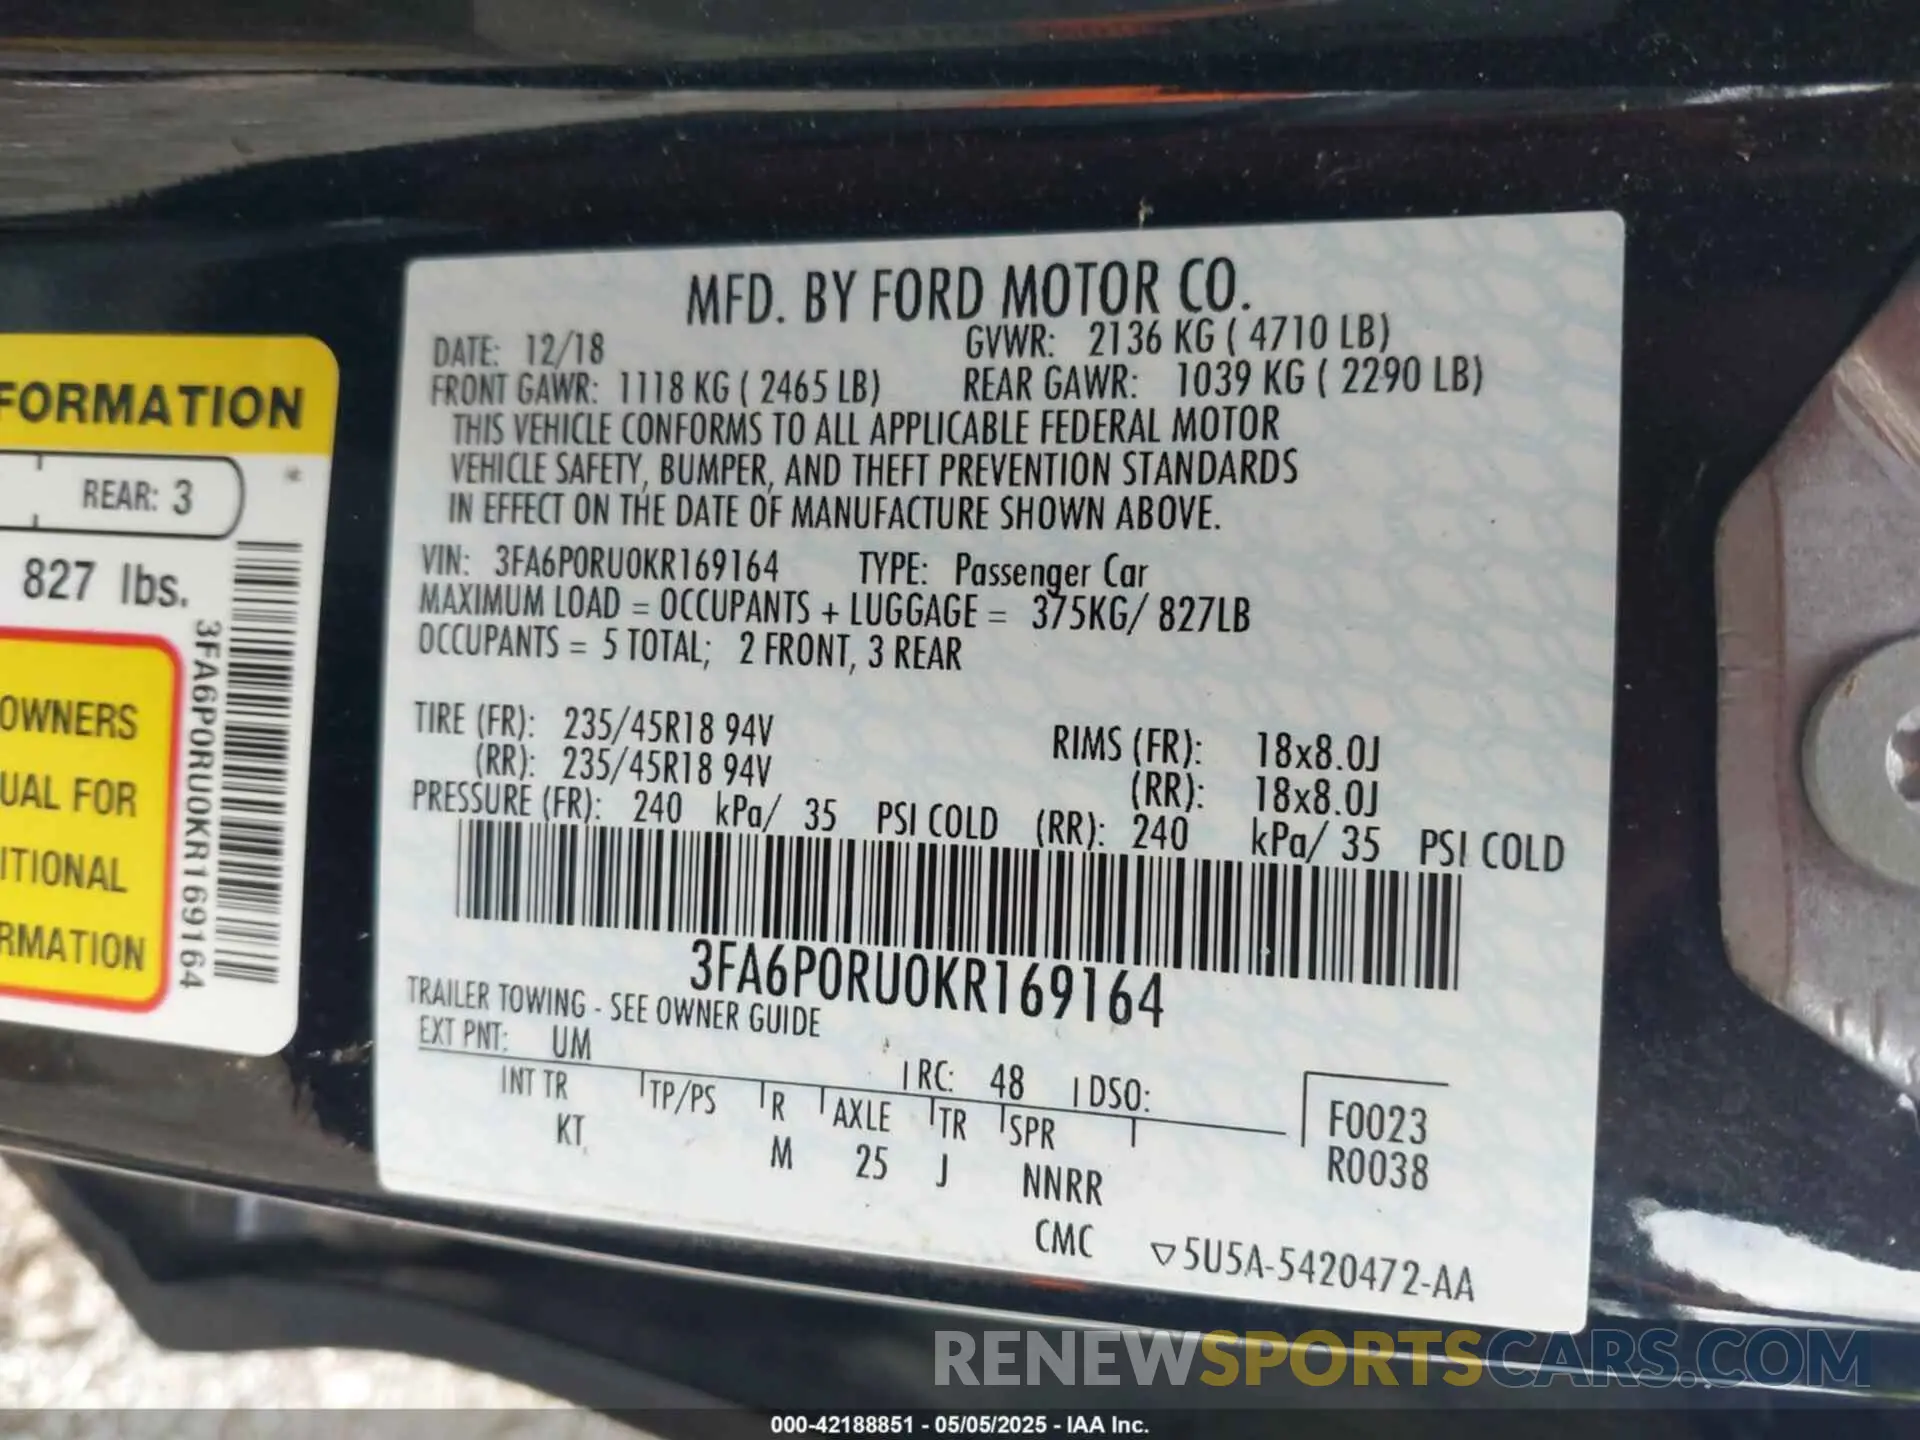 FORMATION
REAR: 3
827 lbs.
3FA6P0RU0KR169164
OWNERS
UAL FOR
ITIONAL
RMATION
MFD. BY FORD MOTOR CO.
DATE: 12/18 GVWR: 2136 KG ( 4710 LB)
FRONT GAWR: 1118 KG ( 2465 LB) REAR GAWR: 1039 KG ( 2290 LB)
THIS VEHICLE CONFORMS TO ALL APPLICABLE FEDERAL MOTOR
VEHICLE SAFETY, BUMPER, AND THEFT PREVENTION STANDARDS
IN EFFECT ON THE DATE OF MANUFACTURE SHOWN ABOVE.
VIN: 3FA6P0RU0KR169164 TYPE: Passenger Car
MAXIMUM LOAD = OCCUPANTS + LUGGAGE = 375KG/ 827LB
OCCUPANTS = 5 TOTAL; 2 FRONT, 3 REAR
TIRE (FR): 235/45R18 94V RIMS (FR): 18x8.0J
(RR): 235/45R18 94V (RR): 18x8.0J
PRESSURE (FR): 240 kPa/ 35 PSI COLD (RR): 240 kPa/ 35 PSI COLD
3FA6P0RU0KR169164
TRAILER TOWING - SEE OWNER GUIDE
EXT PNT: UM RC: 48 DSO:
INT TR TP/PS R AXLE TR SPR F0023
KT M 25 J NNRR R0038
CMC ▽5U5A-5420472-AA
RENEWSPORTSCARS.COM
000-42188851 - 05/05/2025 - IAA Inc.